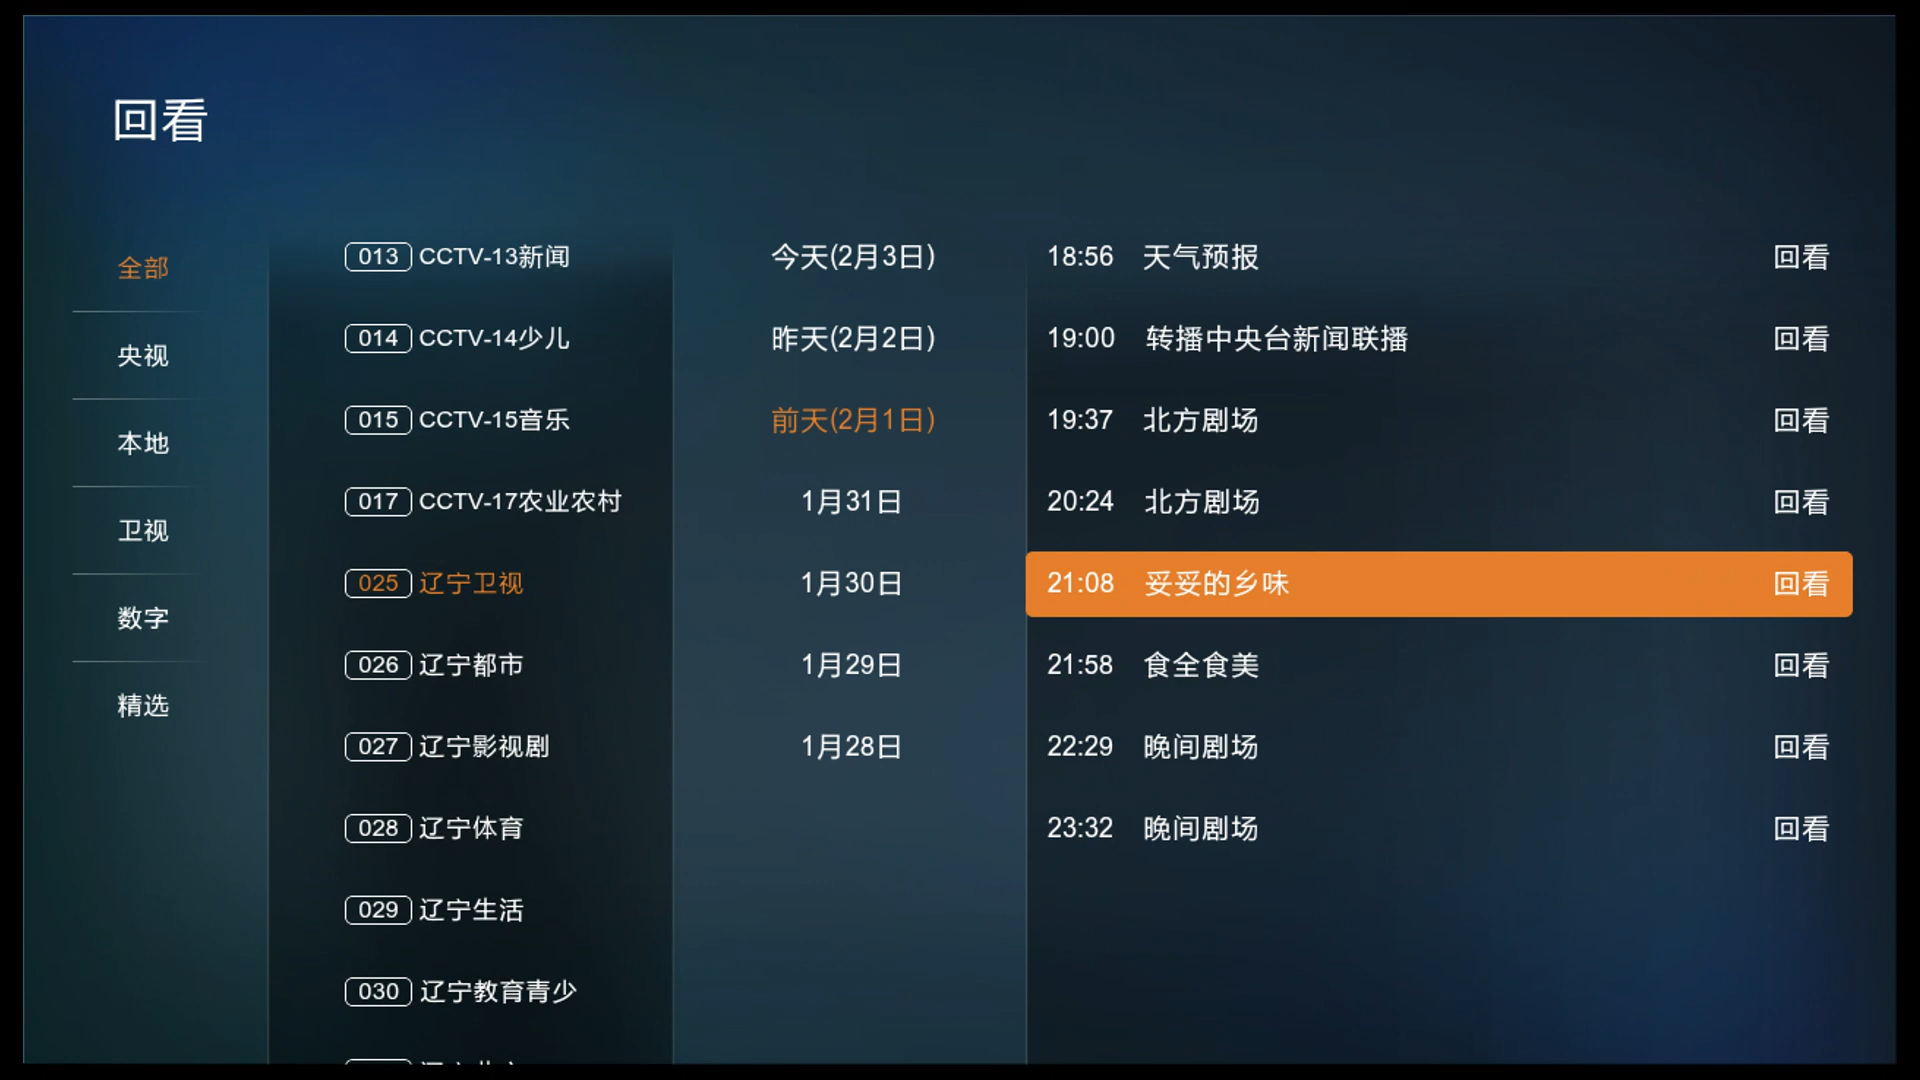 回看
全部
央视
本地
卫视
数字
精选
013 CCTV-13新闻
014 CCTV-14少儿
015 CCTV-15音乐
017 CCTV-17农业农村
025 辽宁卫视
026 辽宁都市
027 辽宁影视剧
028 辽宁体育
029 辽宁生活
030 辽宁教育青少
今天(2月3日)
昨天(2月2日)
前天(2月1日)
1月31日
1月30日
1月29日
1月28日
18:56 天气预报 回看
19:00 转播中央台新闻联播 回看
19:37 北方剧场 回看
20:24 北方剧场 回看
21:08 妥妥的乡味 回看
21:58 食全食美 回看
22:29 晚间剧场 回看
23:32 晚间剧场 回看